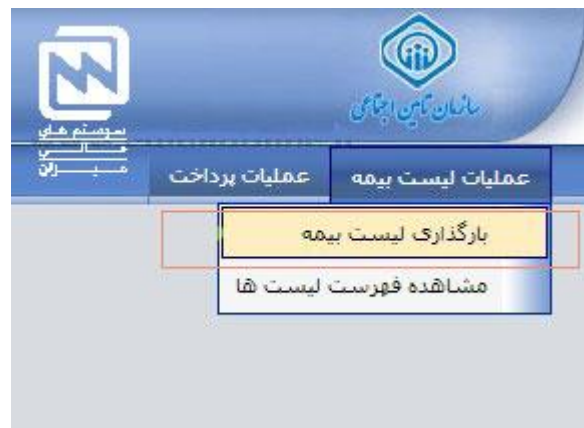 سازمان تامین اجتماعی
سیستم های
مالی
میران
عملیات لیست بیمه
عملیات پرداخت
بارگذاری لیست بیمه
مشاهده فهرست لیست ها